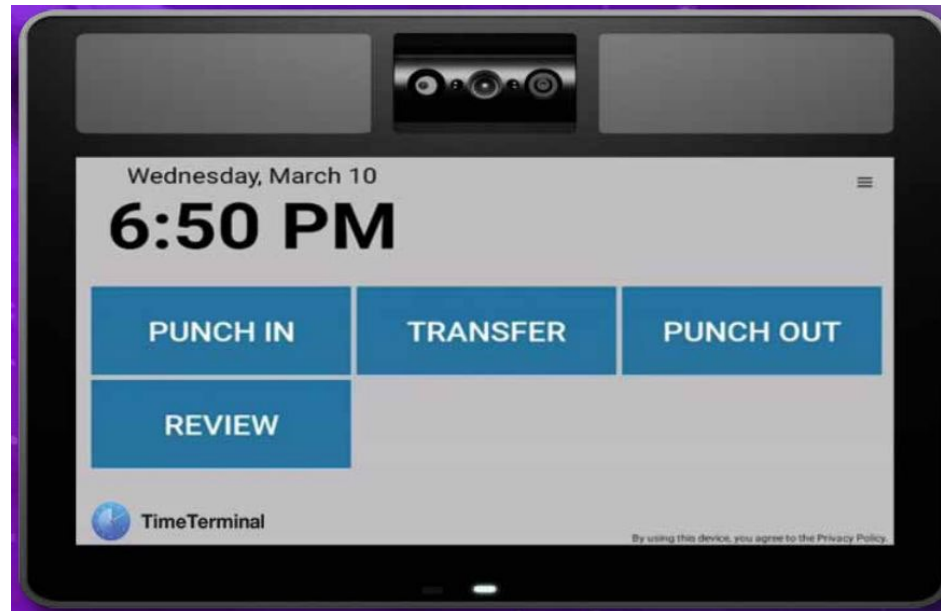 Wednesday, March 10
6:50 PM
PUNCH IN
TRANSFER
PUNCH OUT
REVIEW
TimeTerminal
By using this device, you agree to the Privacy Policy.